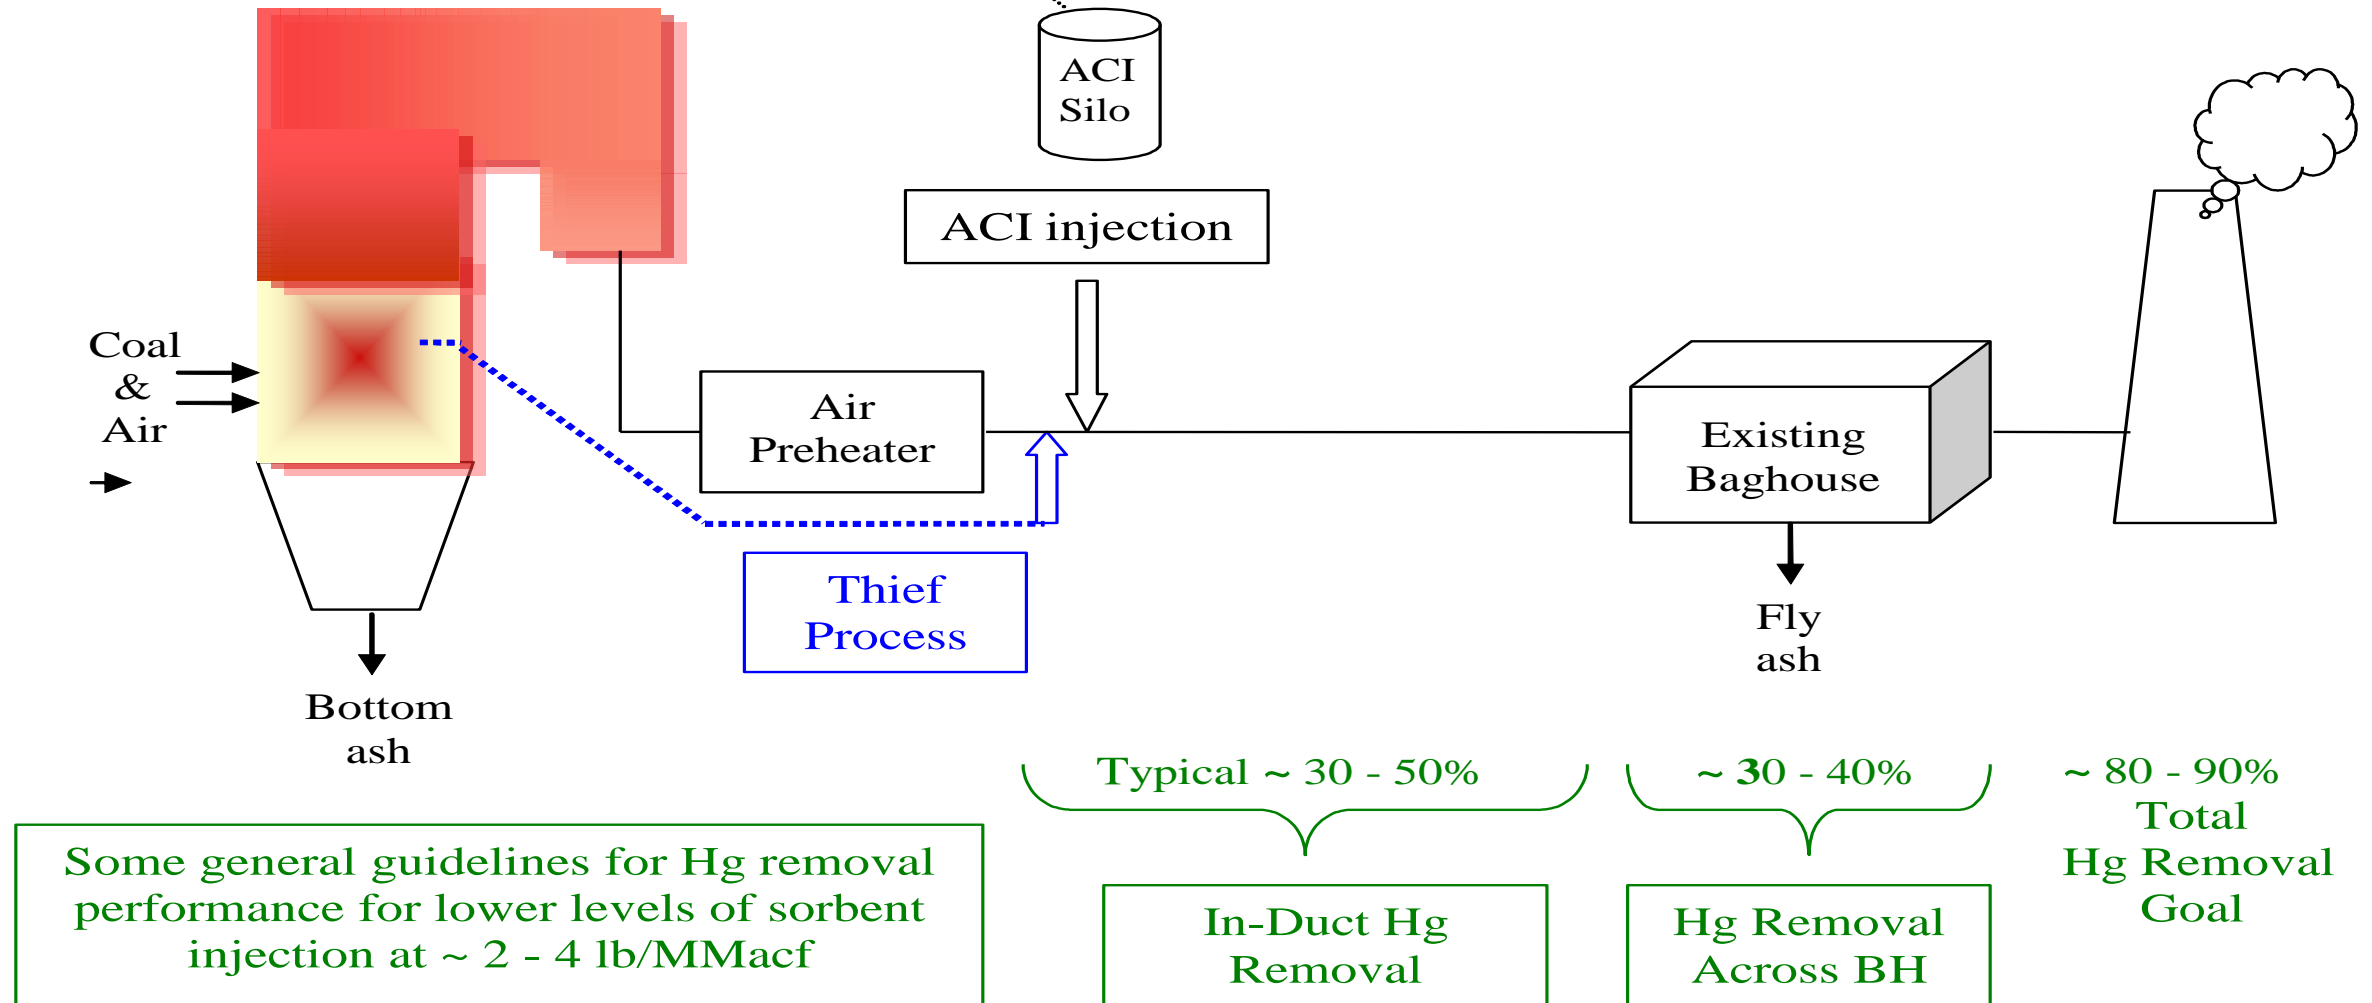 ACI
Silo
ACI injection
Coal
&
Air
Air
Preheater
Existing
Baghouse
Thief
Process
Fly
ash
Bottom
ash
Typical ~ 30 - 50%
~ 30 - 40%
~ 80 - 90%
Total
Hg Removal
Goal
Some general guidelines for Hg removal
performance for lower levels of sorbent
injection at ~ 2 - 4 lb/MMacf
In-Duct Hg
Removal
Hg Removal
Across BH